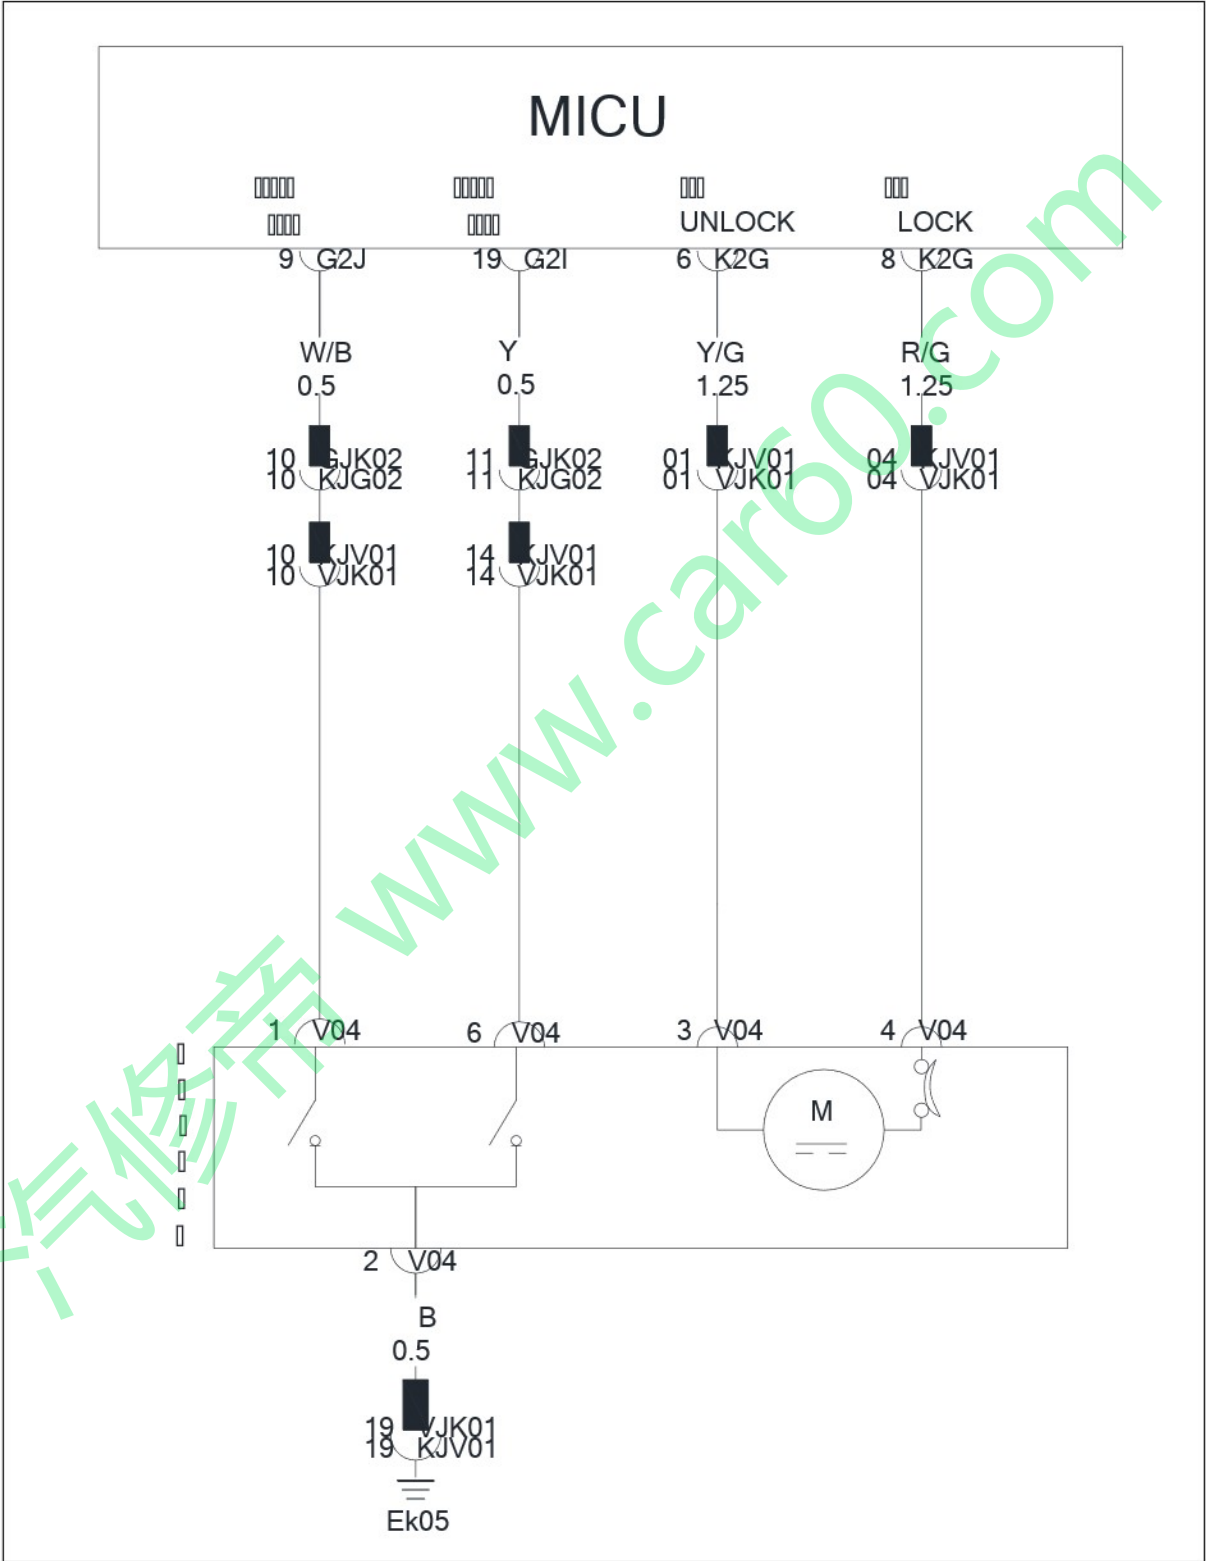 MICU
UNLOCK LOCK
9 G2J 19 G2I 6 K2G 8 K2G
W/B Y Y/G R/G
0.5 0.5 1.25 1.25
10 GJK02 11 GJK02 01 KJV01 04 KJV01
10 KJG02 11 KJG02 01 VJK01 04 VJK01
10 KJV01 14 KJV01
10 VJK01 14 VJK01
1 V04 6 V04 3 V04 4 V04
M
2 V04
B
0.5
19 VJK01
19 KJV01
Ek05
汽修帝 www.car60.com